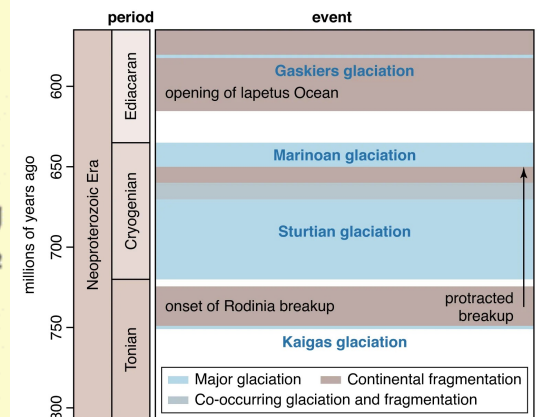 period
event
millions of years ago
600
650
700
750
Neoproterozoic Era
Ediacaran
Cryogenian
Tonian
Gaskiers glaciation
opening of Iapetus Ocean
Marinoan glaciation
Sturtian glaciation
onset of Rodinia breakup
protracted
breakup
Kaigas glaciation
Major glaciation
Continental fragmentation
Co-occurring glaciation and fragmentation